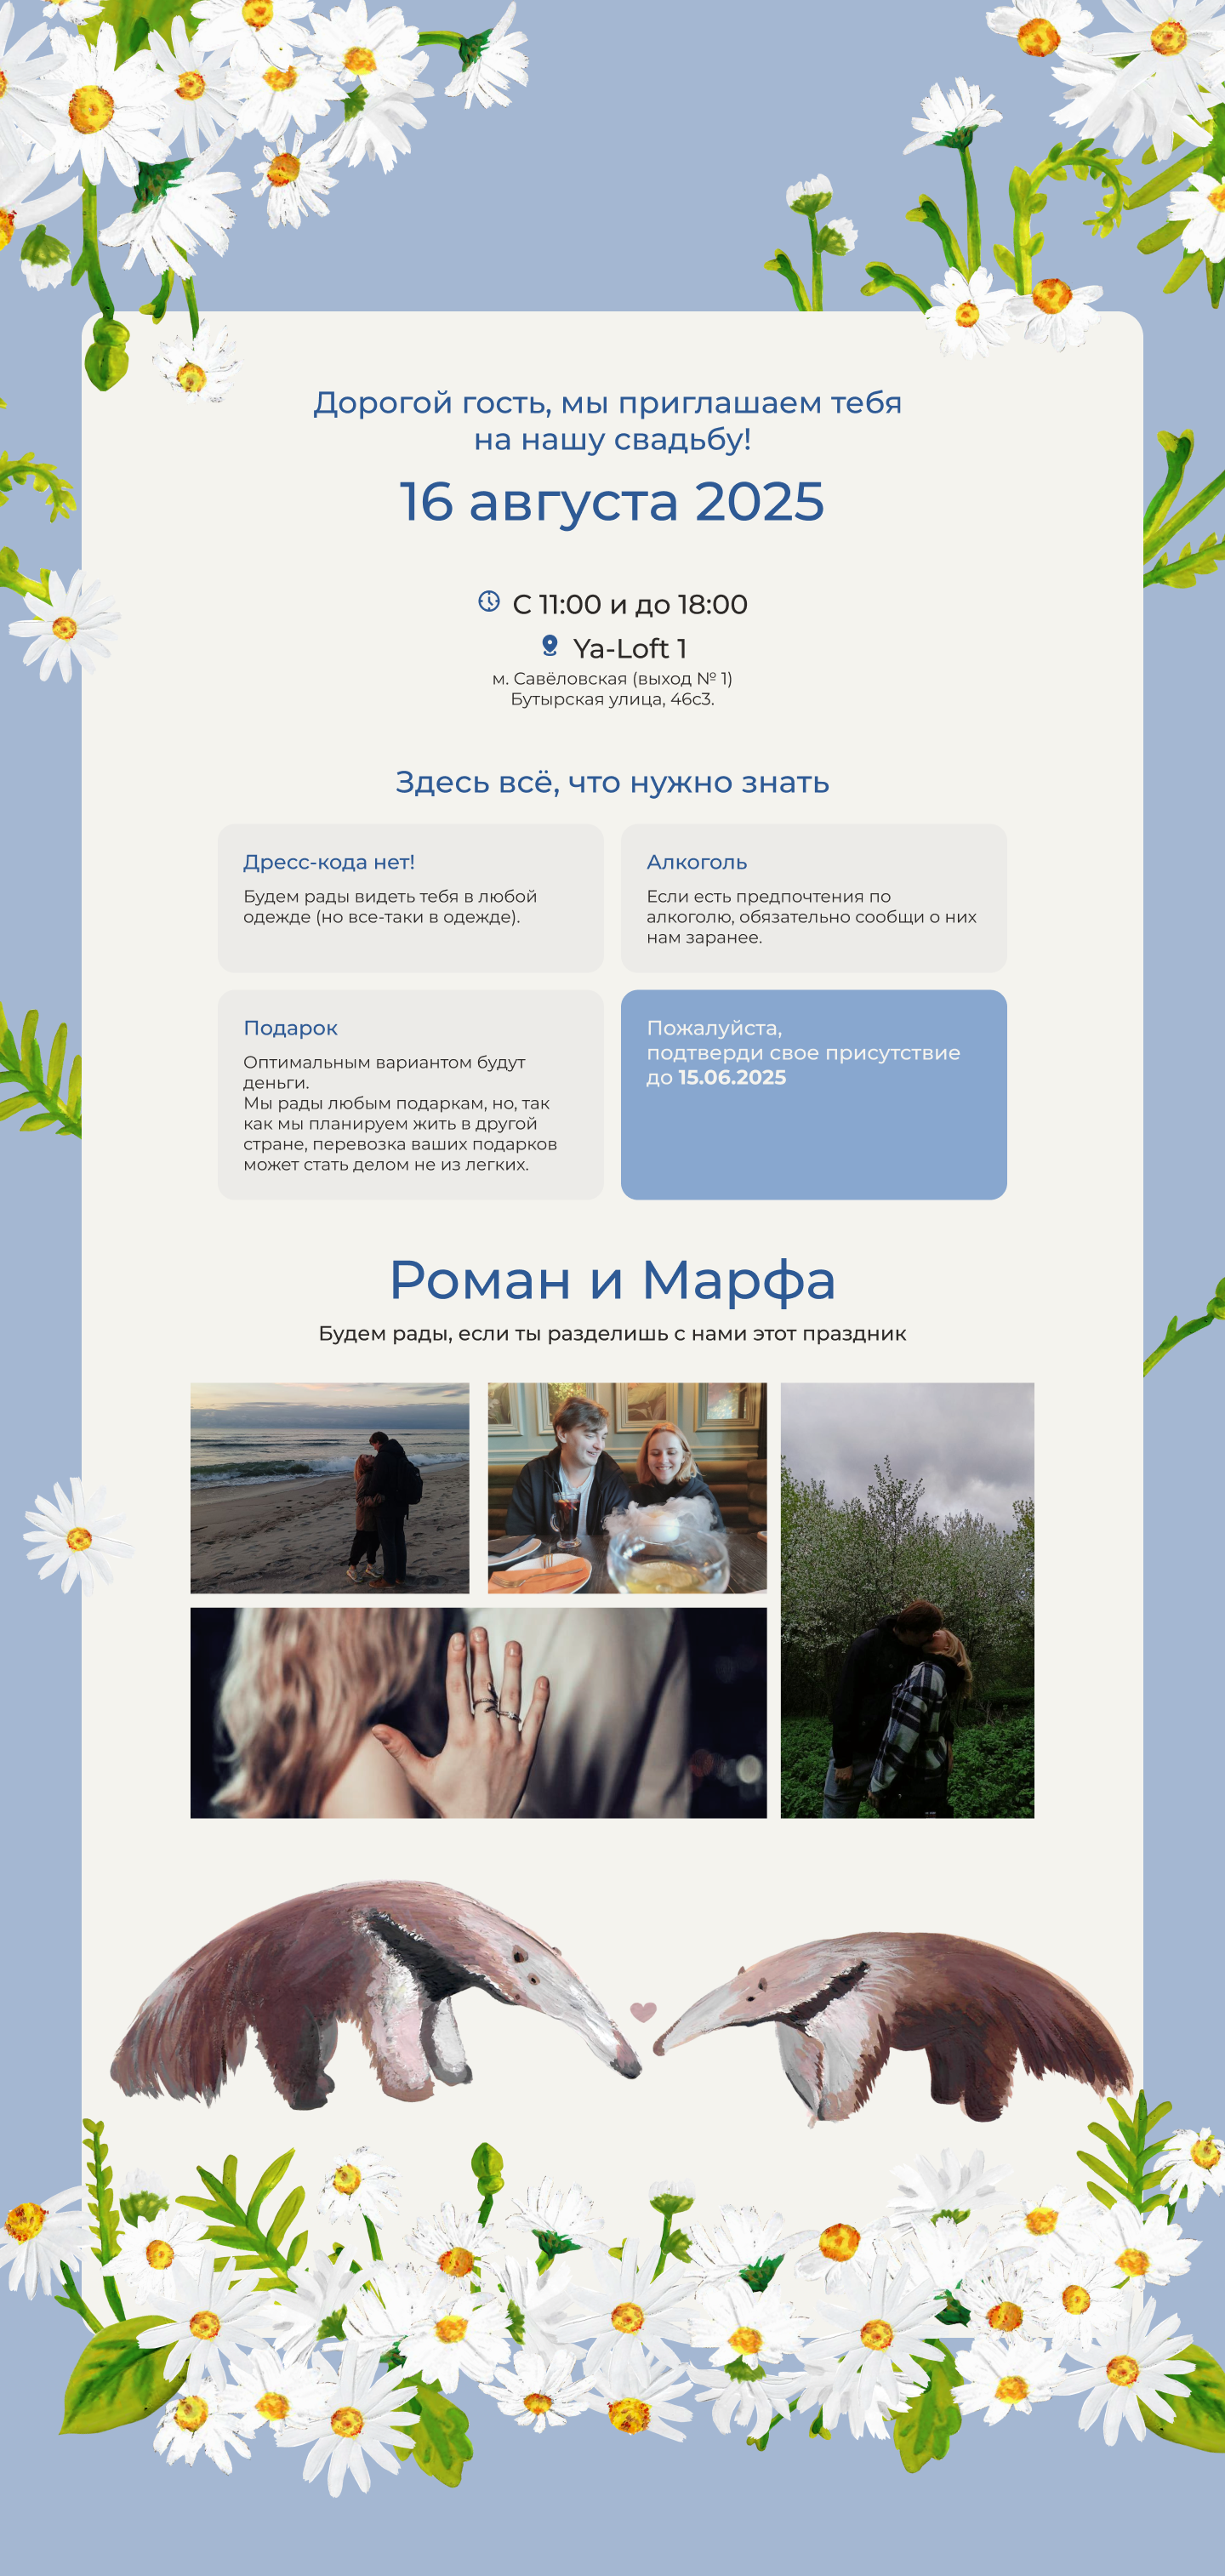 Дорогой гость, мы приглашаем тебя
на нашу свадьбу!
16 августа 2025
С 11:00 и до 18:00
Ya-Loft 1
м. Савёловская (выход № 1)
Бутырская улица, 46с3.
Здесь всё, что нужно знать
Дресс-кода нет!
Будем рады видеть тебя в любой
одежде (но все-таки в одежде).
Алкоголь
Если есть предпочтения по
алкоголю, обязательно сообщи о них
нам заранее.
Подарок
Оптимальным вариантом будут
деньги.
Мы рады любым подаркам, но, так
как мы планируем жить в другой
стране, перевозка ваших подарков
может стать делом не из легких.
Пожалуйста,
подтверди свое присутствие
до 15.06.2025
Роман и Марфа
Будем рады, если ты разделишь с нами этот праздник